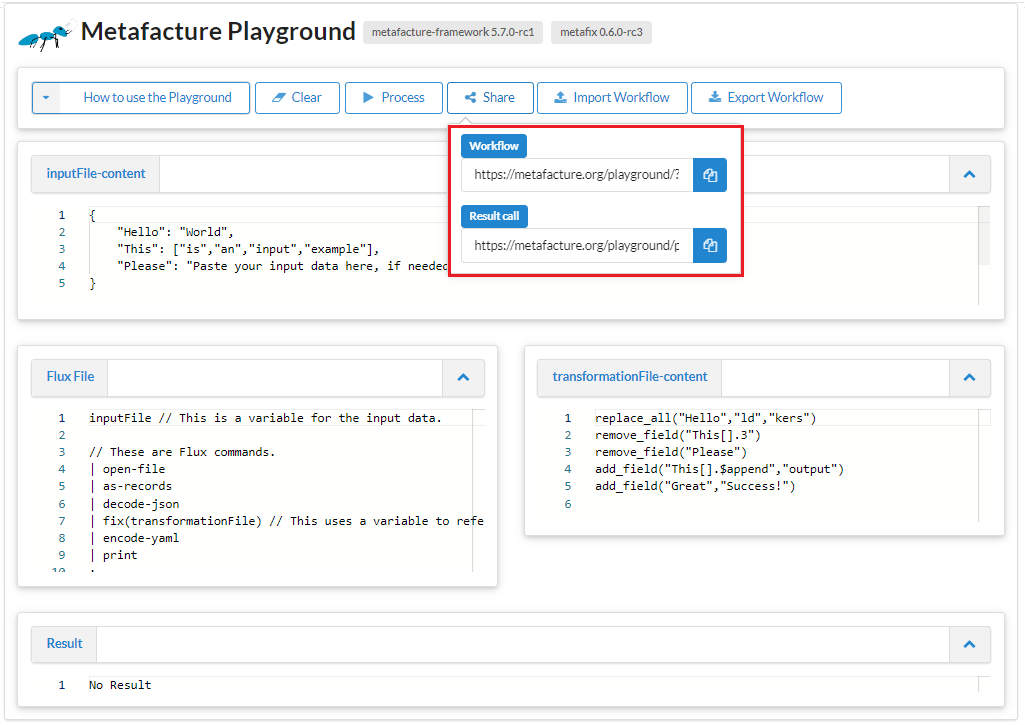 Metafacture Playground metafacture-framework 5.7.0-rc1 metafix 0.6.0-rc3
How to use the Playground Clear Process Share Import Workflow Export Workflow
Workflow
https://metafacture.org/playground/?
Result call
https://metafacture.org/playground/p
inputFile-content
1 {
2 "Hello": "World",
3 "This": ["is","an","input","example"],
4 "Please": "Paste your input data here, if needed
5 }
Flux File
1 inputFile // This is a variable for the input data.
2
3 // These are Flux commands.
4 | open-file
5 | as-records
6 | decode-json
7 | fix(transformationFile) // This uses a variable to refe
8 | encode-yaml
9 | print
10 ;
transformationFile-content
1 replace_all("Hello","ld","kers")
2 remove_field("This[].3")
3 remove_field("Please")
4 add_field("This[].$append","output")
5 add_field("Great","Success!")
6
Result
1 No Result